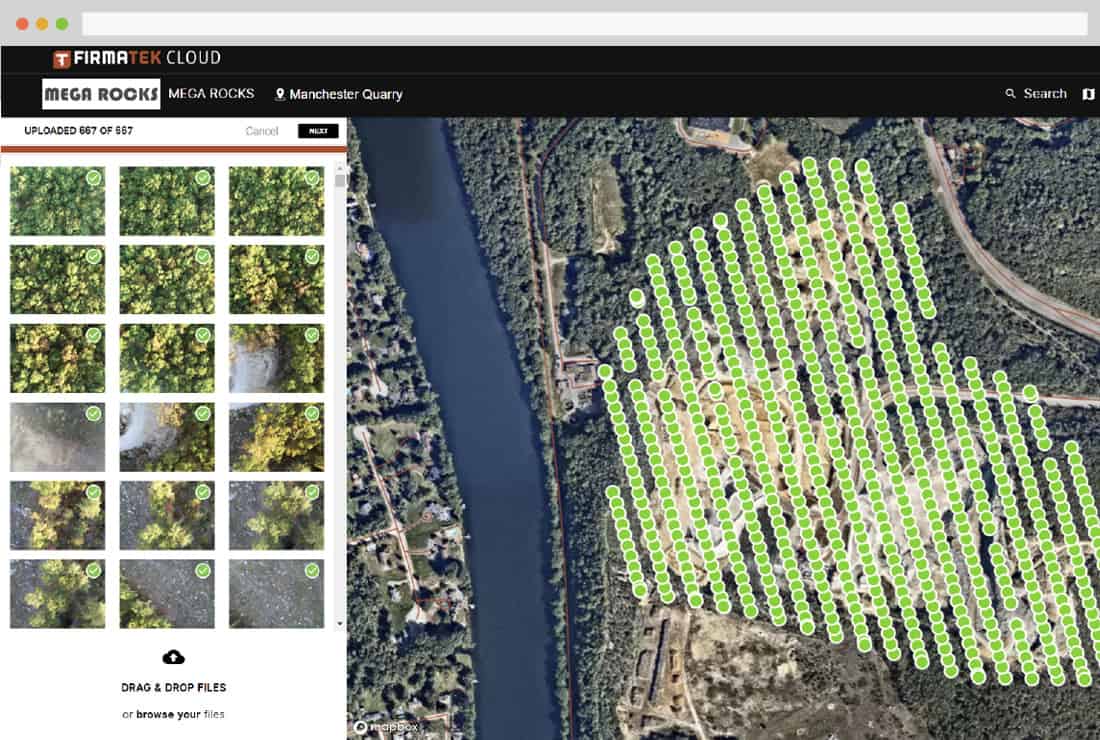 FIRMATEK CLOUD
MEGA ROCKS MEGA ROCKS Manchester Quarry Search
UPLOADED 667 OF 667 Cancel NEXT
DRAG & DROP FILES
or browse your files
mapbox